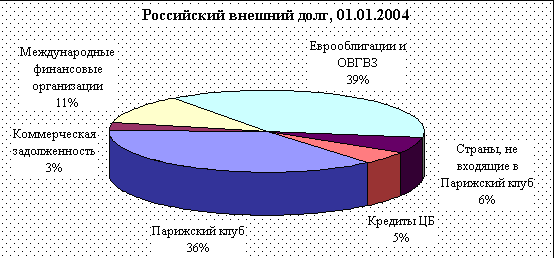 Российский внешний долг, 01.01.2004
Международные
финансовые
организации
11%
Еврооблигации и
ОВГВЗ
39%
Коммерческая
задолженность
3%
Страны, не
входящие в
Парижский клуб
6%
Кредиты ЦБ
5%
Парижский клуб
36%